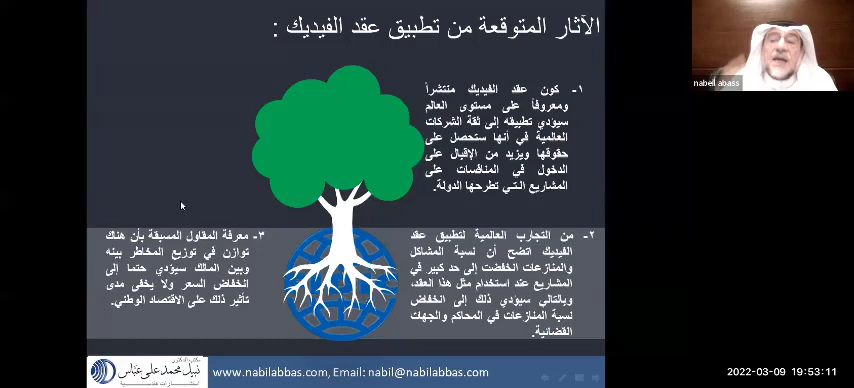 الآثار المتوقعة من تطبيق عقد الفيديك :
١- كون عقد الفيديك منتشراً
ومعروفاً على مستوى العالم
سيؤدي تطبيقه إلى ثقة الشركات
العالمية في أنها ستحصل على
حقوقها ويزيد من الإقبال على
الدخول في المنافسات على
المشاريع التي تطرحها الدولة.
٢- من التجارب العالمية لتطبيق عقد
الفيديك اتضح أن نسبة المشاكل
والمنازعات انخفضت إلى حد كبير في
المشاريع عند استخدام مثل هذا العقد،
وبالتالي سيؤدي ذلك إلى انخفاض
نسبة المنازعات في المحاكم والجهات
القضائية.
٣- معرفة المقاول المسبقة بأن هناك
توازن في توزيع المخاطر بينه
وبين المالك سيؤدي حتما إلى
انخفاض السعر ولا يخفى مدى
تأثير ذلك على الاقتصاد الوطني.
مكتب الدكتور
نبيل محمد علي عباس
استشارات هندسية
www.nabilabbas.com, Email: nabil@nabilabbas.com
nabell abass
2022-03-09 19:53:11